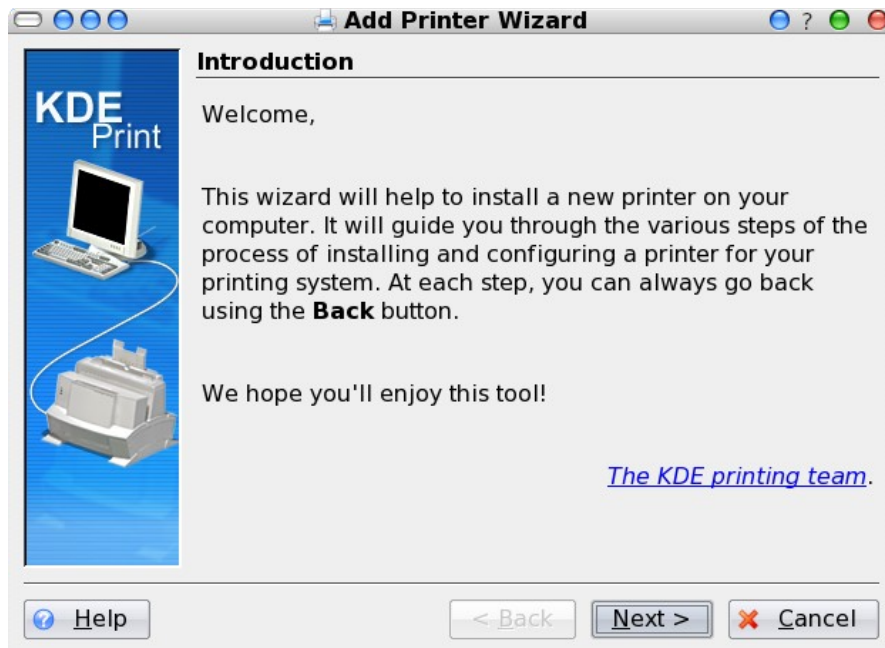 Add Printer Wizard
?
Introduction
KDE
Print
Welcome,
This wizard will help to install a new printer on your
computer. It will guide you through the various steps of the
process of installing and configuring a printer for your
printing system. At each step, you can always go back
using the Back button.
We hope you'll enjoy this tool!
The KDE printing team.
? Help
< Back
Next >
Cancel